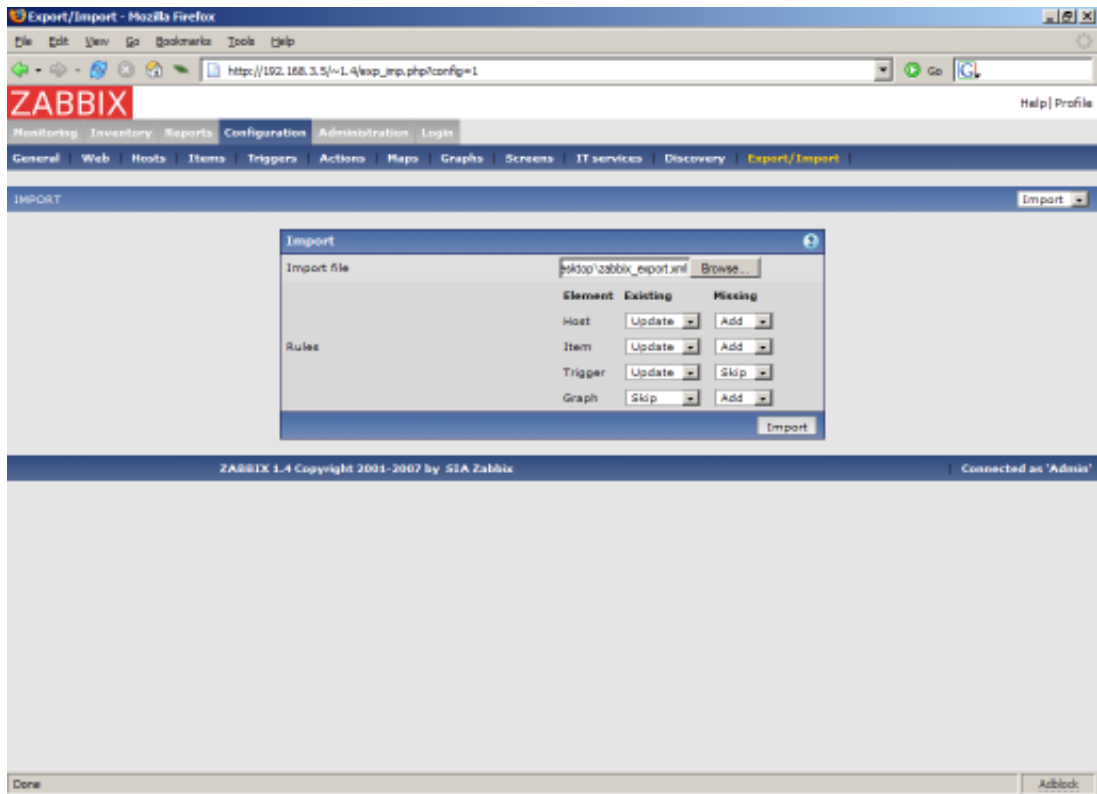 Export/Import - Mozilla Firefox
File Edit View Go Bookmarks Tools Help
http://192.168.3.5/~1.4/exp_imp.php?config=1 Go G
ZABBIX Help | Profile
Monitoring Inventory Reports Configuration Administration Login
General | Web | Hosts | Items | Triggers | Actions | Maps | Graphs | Screens | IT services | Discovery | Export/Import |
IMPORT Import
Import
Import file esktop\zabbix_export.xml Browse...
Element Existing Missing
Host Update Add
Rules Item Update Add
Trigger Update Skip
Graph Skip Add
Import
ZABBIX 1.4 Copyright 2001-2007 by SIA Zabbix | Connected as 'Admin'
Done Adblock